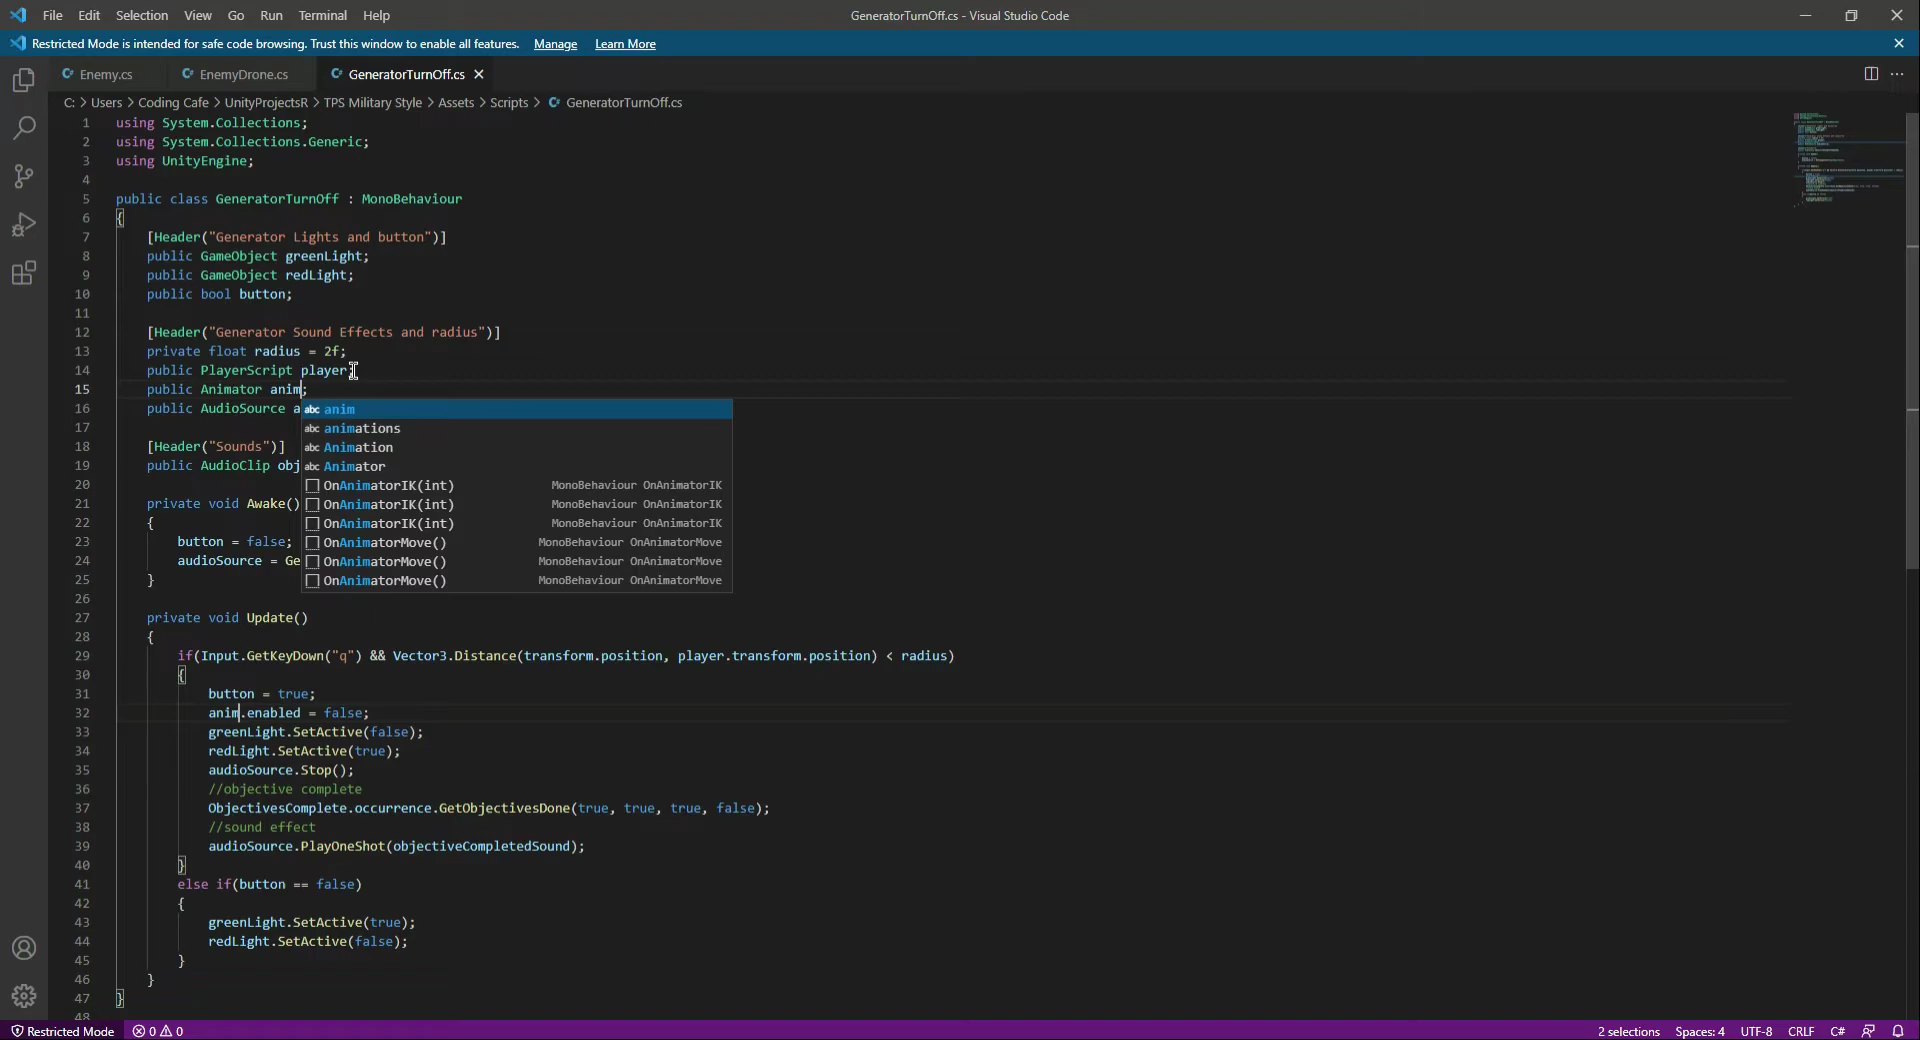 File Edit Selection View Go Run Terminal Help GeneratorTurnOff.cs - Visual Studio Code
Restricted Mode is intended for safe code browsing. Trust this window to enable all features. Manage Learn More
Enemy.cs EnemyDrone.cs GeneratorTurnOff.cs
C: > Users > Coding Cafe > UnityProjectsR > TPS Military Style > Assets > Scripts > GeneratorTurnOff.cs
1 using System.Collections;
2 using System.Collections.Generic;
3 using UnityEngine;
4
5 public class GeneratorTurnOff : MonoBehaviour
6 {
7 [Header("Generator Lights and button")]
8 public GameObject greenLight;
9 public GameObject redLight;
10 public bool button;
11
12 [Header("Generator Sound Effects and radius")]
13 private float radius = 2f;
14 public PlayerScript player;
15 public Animator anim;
16 public AudioSource a
abc anim
abc animations
17
abc Animation
18 [Header("Sounds")]
abc Animator
19 public AudioClip obj
OnAnimatorIK(int) MonoBehaviour OnAnimatorIK
20
OnAnimatorIK(int) MonoBehaviour OnAnimatorIK
21 private void Awake()
OnAnimatorIK(int) MonoBehaviour OnAnimatorIK
22 {
OnAnimatorMove() MonoBehaviour OnAnimatorMove
23 button = false;
OnAnimatorMove() MonoBehaviour OnAnimatorMove
24 audioSource = Ge
OnAnimatorMove() MonoBehaviour OnAnimatorMove
25 }
26
27 private void Update()
28 {
29 if(Input.GetKeyDown("q") && Vector3.Distance(transform.position, player.transform.position) < radius)
30 {
31 button = true;
32 anim.enabled = false;
33 greenLight.SetActive(false);
34 redLight.SetActive(true);
35 audioSource.Stop();
36 //objective complete
37 ObjectivesComplete.occurrence.GetObjectivesDone(true, true, true, false);
38 //sound effect
39 audioSource.PlayOneShot(objectiveCompletedSound);
40 }
41 else if(button == false)
42 {
43 greenLight.SetActive(true);
44 redLight.SetActive(false);
45 }
46 }
47 }
48
Restricted Mode 0 0 2 selections Spaces: 4 UTF-8 CRLF C#